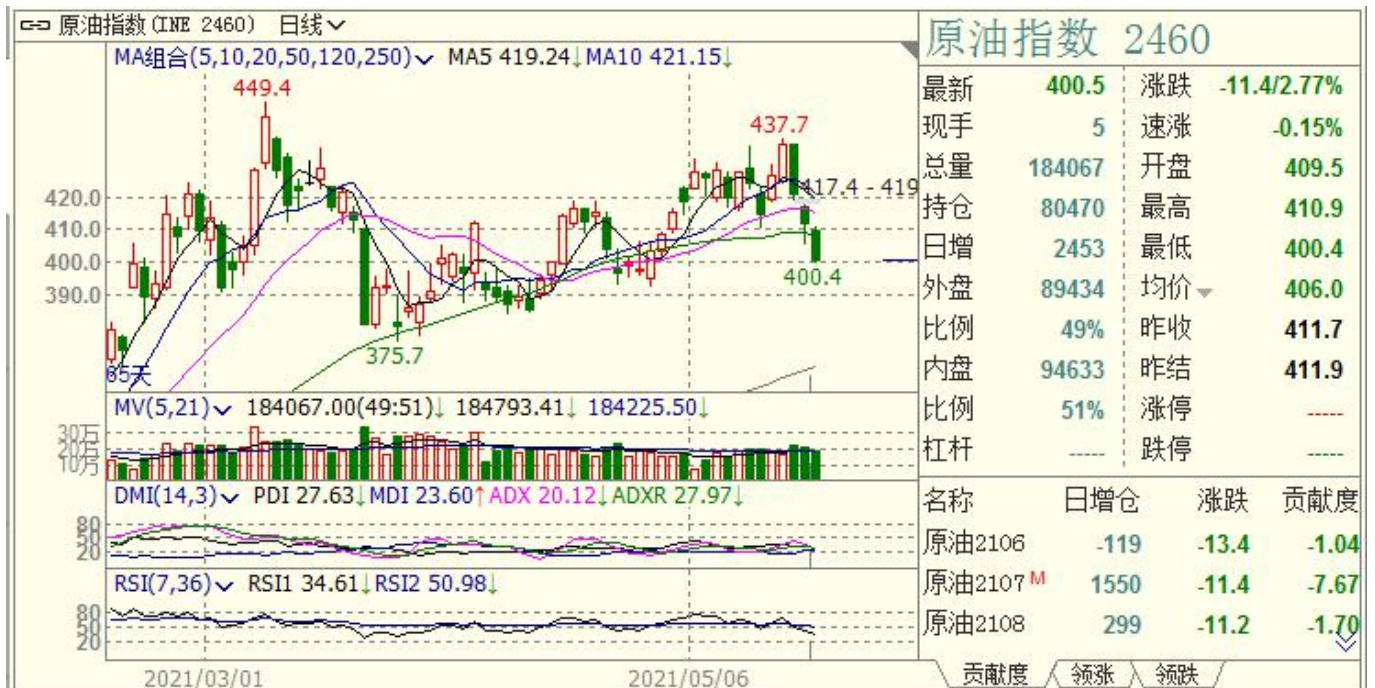 原油指数(INE 2460) 日线
MA组合(5,10,20,50,120,250) MA5 419.24↓MA10 421.15↓
449.4
437.7
417.4 - 419
420.0
410.0
400.0
390.0
400.4
375.7
65天
MV(5,21) 184067.00(49:51)↓ 184793.41↓ 184225.50↓
30万
20万
10万
DMI(14,3) PDI 27.63↓MDI 23.60↑ADX 20.12↓ADXR 27.97↓
80
50
20
RSI(7,36) RSI1 34.61↓RSI2 50.98↓
80
50
20
2021/03/01 2021/05/06
原油指数 2460
最新 400.5 涨跌 -11.4/2.77%
现手 5 速涨 -0.15%
总量 184067 开盘 409.5
持仓 80470 最高 410.9
日增 2453 最低 400.4
外盘 89434 均价 406.0
比例 49% 昨收 411.7
内盘 94633 昨结 411.9
比例 51% 涨停 -----
杠杆 ----- 跌停 -----
名称 日增仓 涨跌 贡献度
原油2106 -119 -13.4 -1.04
原油2107 M 1550 -11.4 -7.67
原油2108 299 -11.2 -1.70
贡献度 领涨 领跌